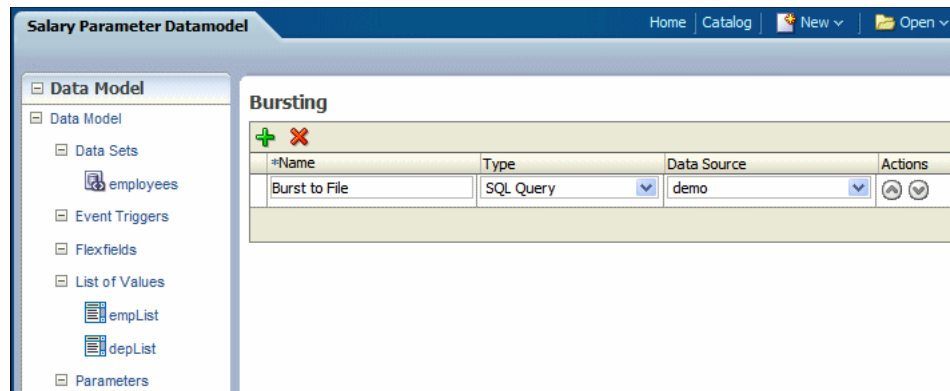 Salary Parameter Datamodel
Home Catalog New Open
Data Model
Data Model
Data Sets
employees
Event Triggers
Flexfields
List of Values
empList
depList
Parameters
Bursting
*Name Type Data Source Actions
Burst to File SQL Query demo